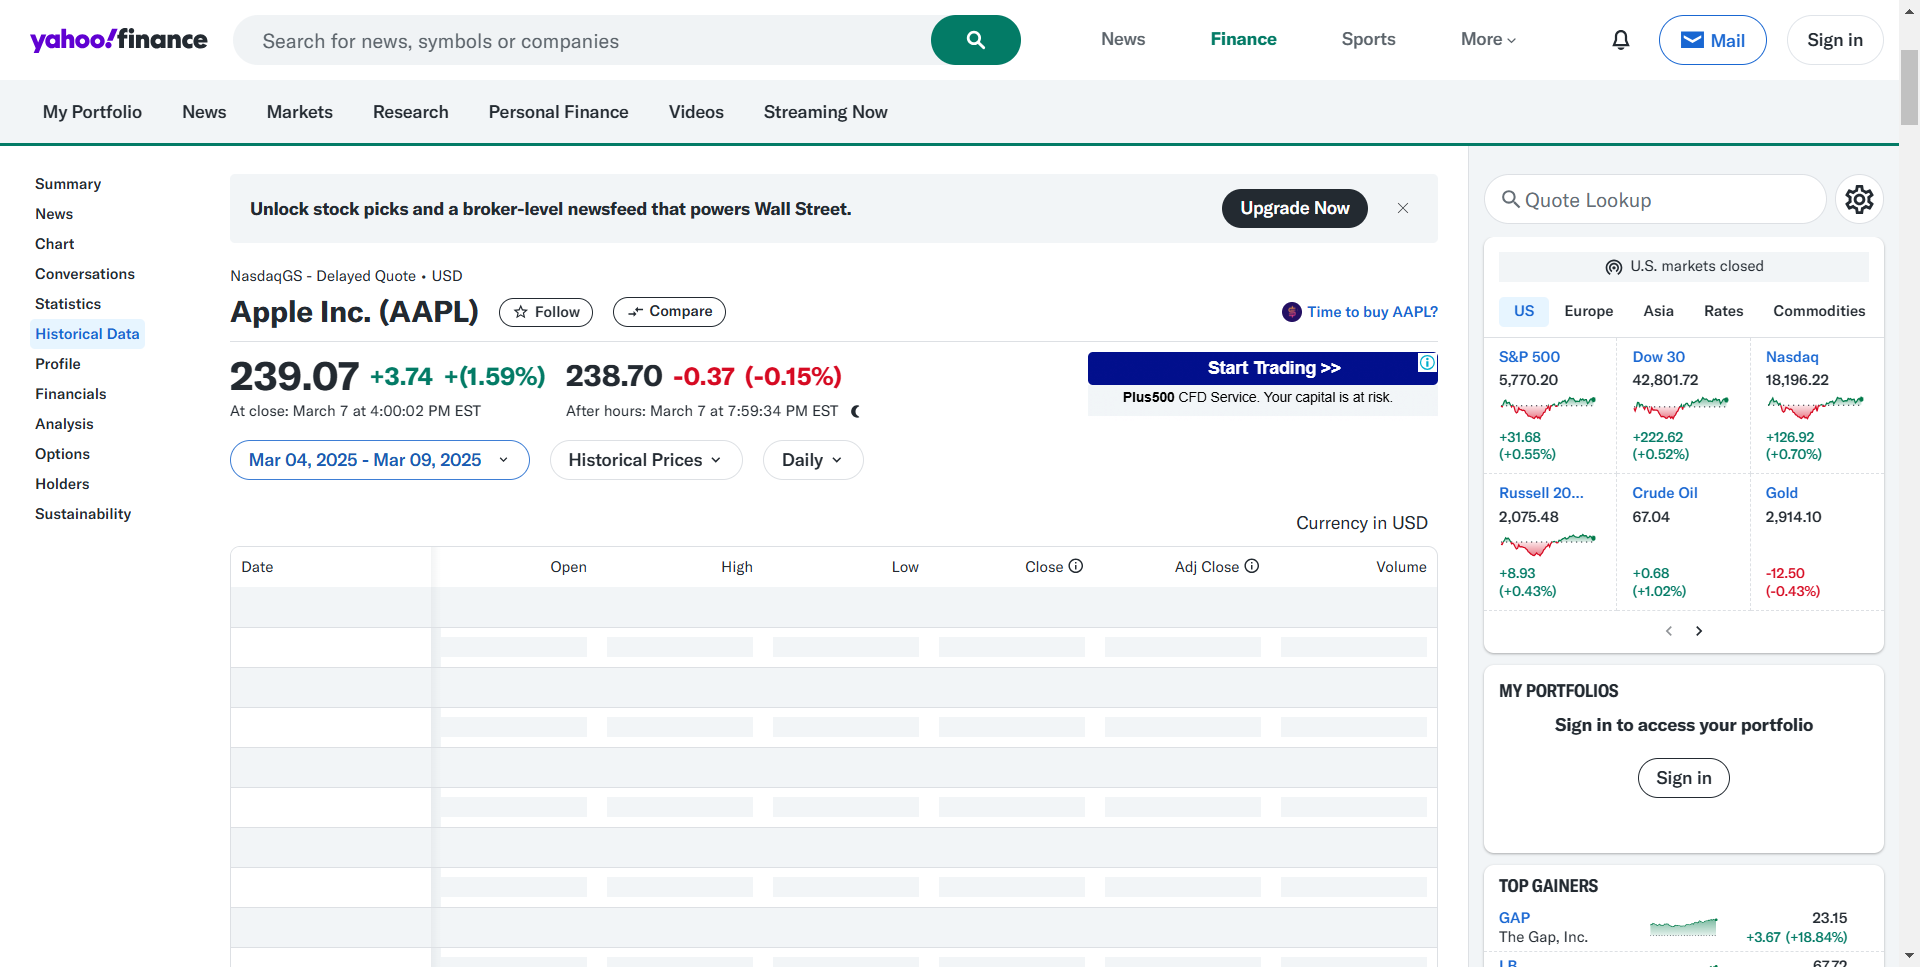 yahoo!finance
Search for news, symbols or companies
News
Finance
Sports
More
Mail
Sign in
My Portfolio
News
Markets
Research
Personal Finance
Videos
Streaming Now
Summary
News
Chart
Conversations
Statistics
Historical Data
Profile
Financials
Analysis
Options
Holders
Sustainability
Unlock stock picks and a broker-level newsfeed that powers Wall Street.
Upgrade Now
NasdaqGS - Delayed Quote • USD
Apple Inc. (AAPL)
Follow
Compare
Time to buy AAPL?
239.07 +3.74 +(1.59%)
At close: March 7 at 4:00:02 PM EST
238.70 -0.37 (-0.15%)
After hours: March 7 at 7:59:34 PM EST
Start Trading >>
Plus500 CFD Service. Your capital is at risk.
Mar 04, 2025 - Mar 09, 2025
Historical Prices
Daily
Currency in USD
Date Open High Low Close Adj Close Volume
Quote Lookup
U.S. markets closed
US
Europe
Asia
Rates
Commodities
S&P 500
5,770.20
+31.68
(+0.55%)
Dow 30
42,801.72
+222.62
(+0.52%)
Nasdaq
18,196.22
+126.92
(+0.70%)
Russell 20...
2,075.48
+8.93
(+0.43%)
Crude Oil
67.04
+0.68
(+1.02%)
Gold
2,914.10
-12.50
(-0.43%)
MY PORTFOLIOS
Sign in to access your portfolio
Sign in
TOP GAINERS
GAP
The Gap, Inc.
23.15
+3.67 (+18.84%)